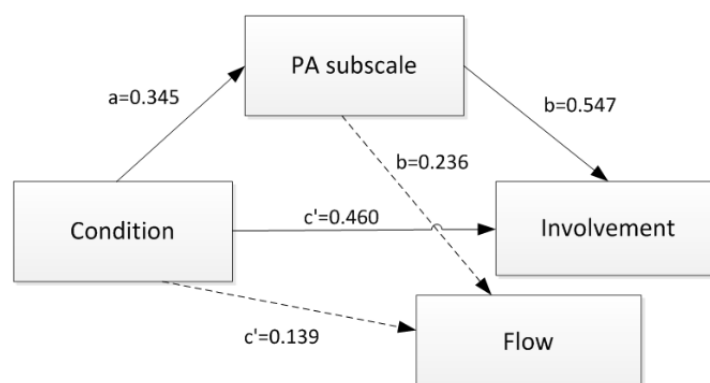 PA subscale
a=0.345
b=0.547
b=0.236
Condition
c'=0.460
Involvement
c'=0.139
Flow